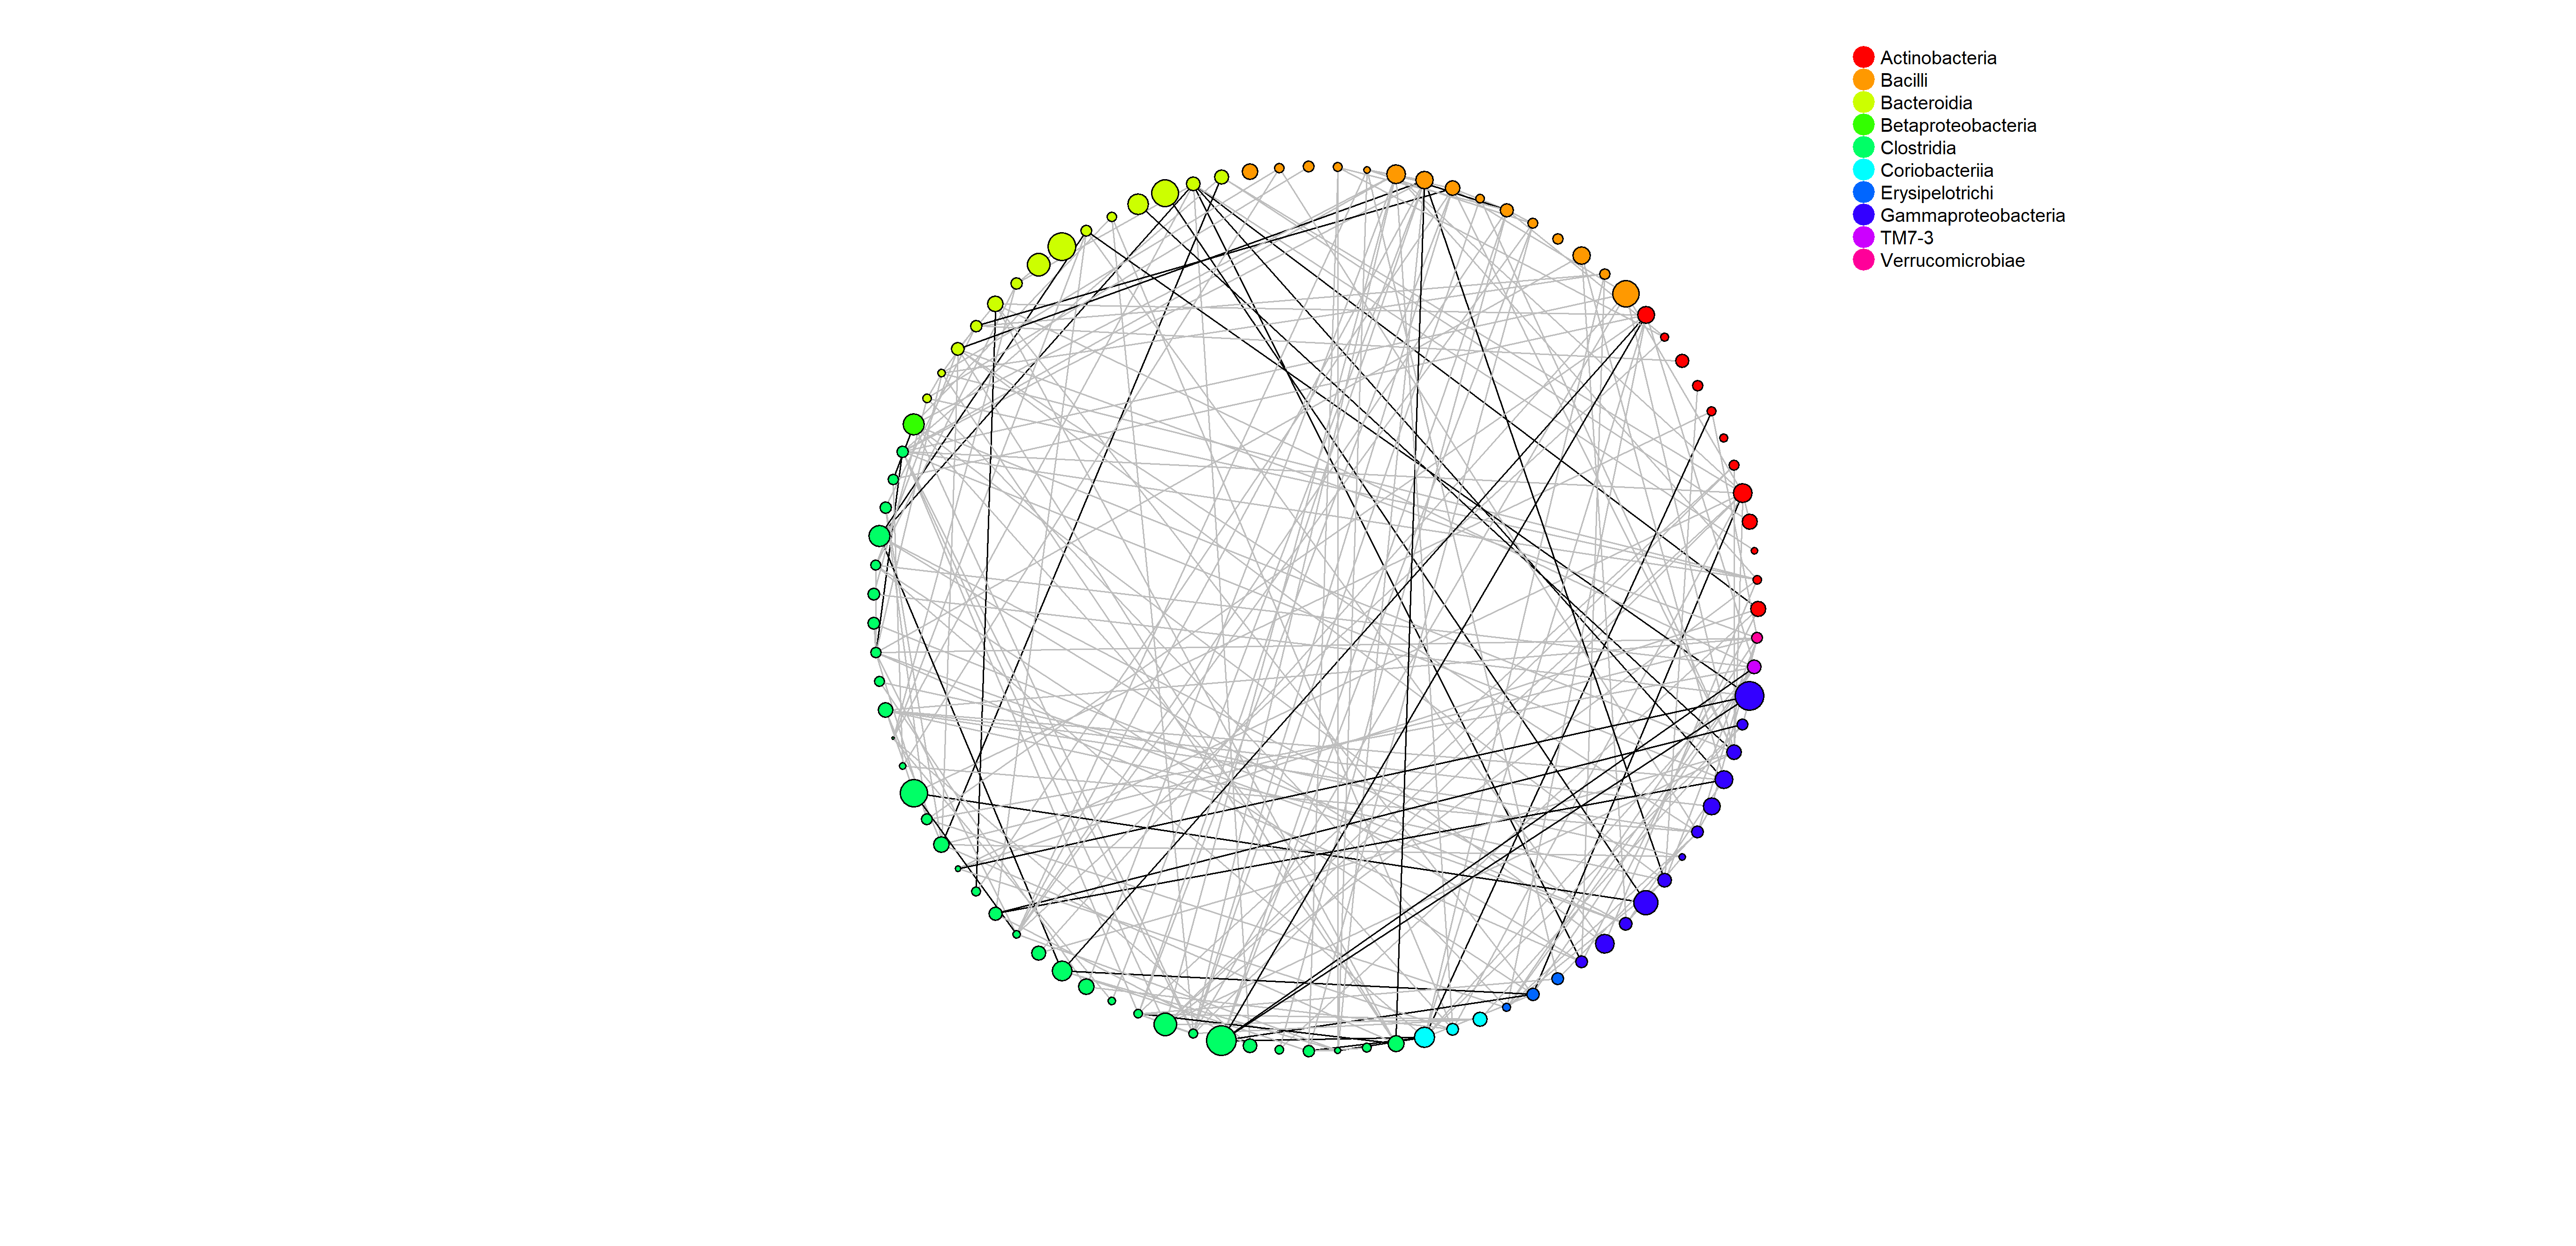 Actinobacteria
Bacilli
Bacteroidia
Betaproteobacteria
Clostridia
Coriobacteriia
Erysipelotrichi
Gammaproteobacteria
TM7-3
Verrucomicrobiae